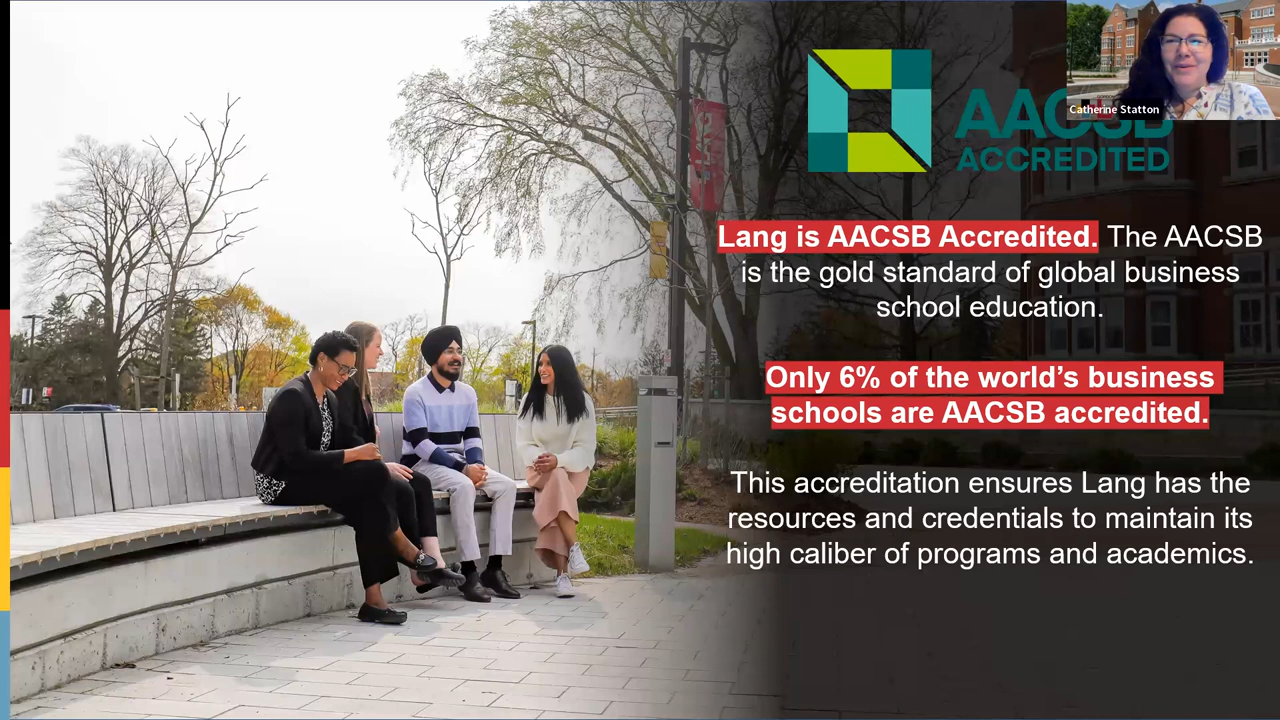 AACSB
ACCREDITED
Catherine Statton
Lang is AACSB Accredited. The AACSB
is the gold standard of global business
school education.
Only 6% of the world’s business
schools are AACSB accredited.
This accreditation ensures Lang has the
resources and credentials to maintain its
high caliber of programs and academics.